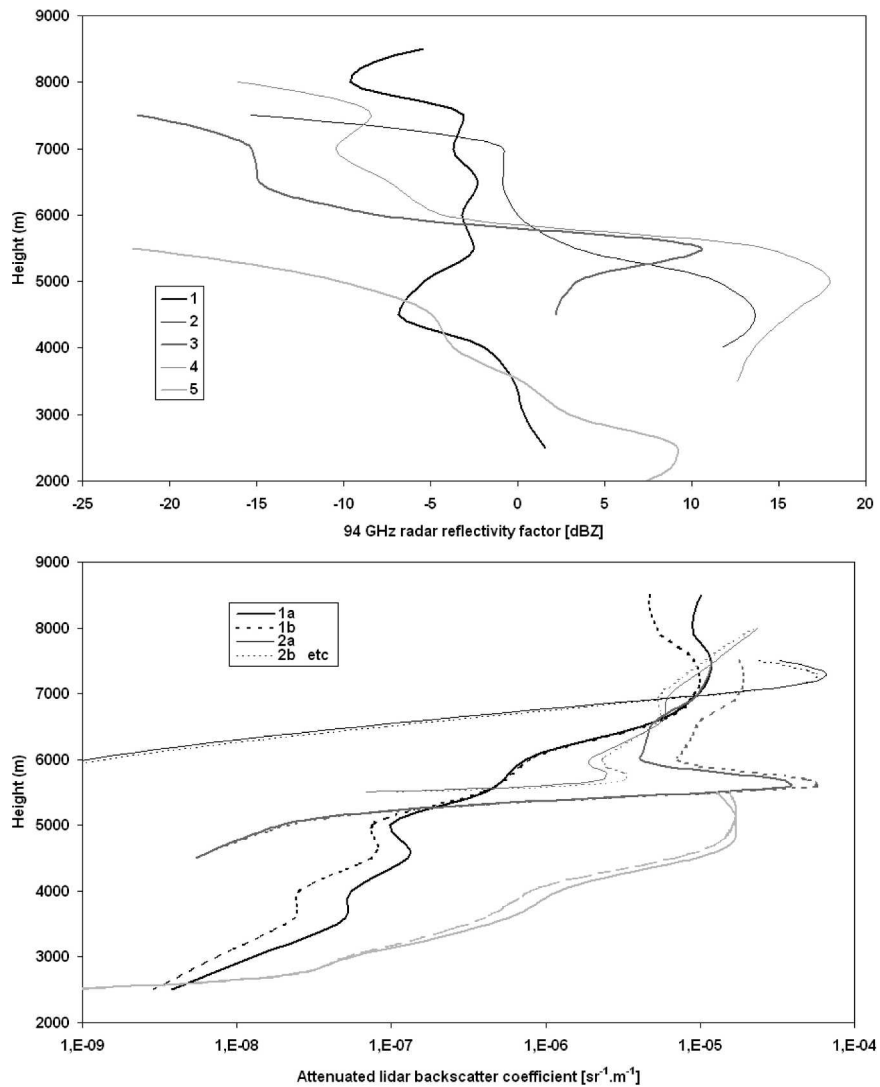 9000
8000
7000
6000
5000
4000
3000
2000
Height (m)
1
2
3
4
5
-25 -20 -15 -10 -5 0 5 10 15 20
94 GHz radar reflectivity factor [dBZ]
9000
8000
7000
6000
5000
4000
3000
2000
Height (m)
1a
1b
2a
2b etc
1,E-09 1,E-08 1,E-07 1,E-06 1,E-05 1,E-04
Attenuated lidar backscatter coefficient [sr⁻¹.m⁻¹]